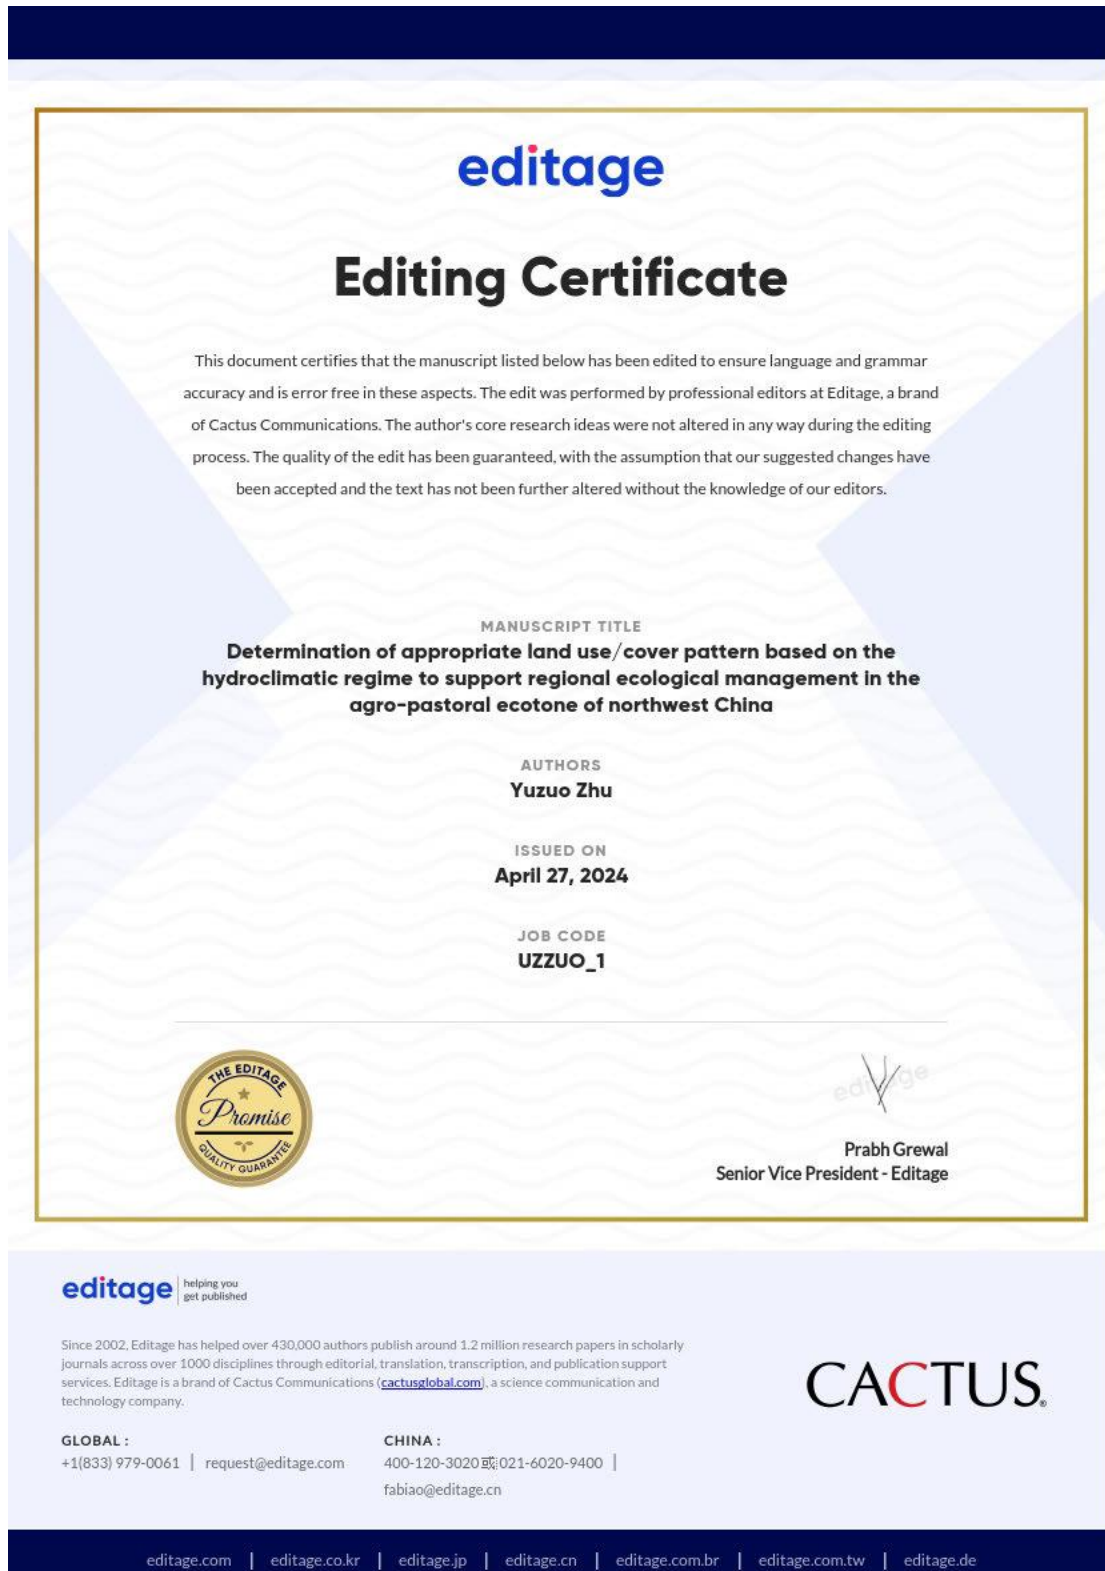 editage
Editing Certificate
This document certifies that the manuscript listed below has been edited to ensure language and grammar
accuracy and is error free in these aspects. The edit was performed by professional editors at Editage, a brand
of Cactus Communications. The author's core research ideas were not altered in any way during the editing
process. The quality of the edit has been guaranteed, with the assumption that our suggested changes have
been accepted and the text has not been further altered without the knowledge of our editors.
MANUSCRIPT TITLE
Determination of appropriate land use/cover pattern based on the
hydroclimatic regime to support regional ecological management in the
agro-pastoral ecotone of northwest China
AUTHORS
Yuzuo Zhu
ISSUED ON
April 27, 2024
JOB CODE
UZZUO_1
THE EDITAGE
Promise
QUALITY GUARANTEE
editage
Prabh Grewal
Senior Vice President - Editage
editage | helping you
get published
Since 2002, Editage has helped over 430,000 authors publish around 1.2 million research papers in scholarly
journals across over 1000 disciplines through editorial, translation, transcription, and publication support
services. Editage is a brand of Cactus Communications (cactusglobal.com), a science communication and
technology company.
CACTUS®
GLOBAL :
+1(833) 979-0061 | request@editage.com
CHINA :
400-120-3020 021-6020-9400 |
fabiao@editage.cn
editage.com | editage.co.kr | editage.jp | editage.cn | editage.com.br | editage.com.tw | editage.de